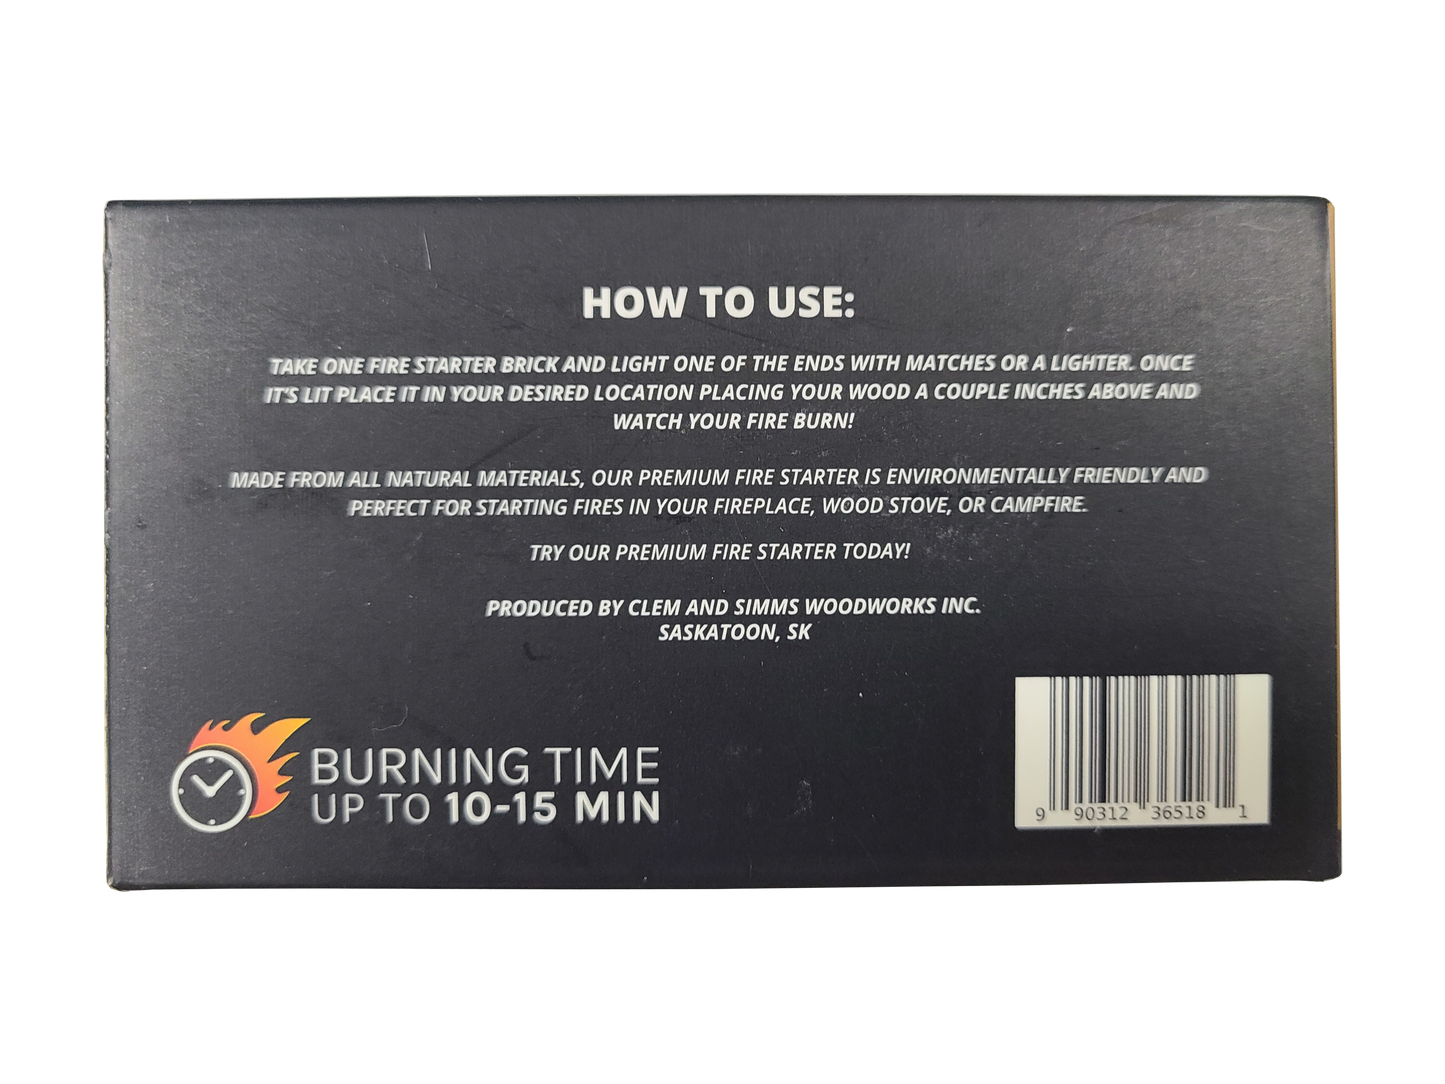 HOW TO USE:
TAKE ONE FIRE STARTER BRICK AND LIGHT ONE OF THE ENDS WITH MATCHES OR A LIGHTER. ONCE
IT'S LIT PLACE IT IN YOUR DESIRED LOCATION PLACING YOUR WOOD A COUPLE INCHES ABOVE AND
WATCH YOUR FIRE BURN!
MADE FROM ALL NATURAL MATERIALS, OUR PREMIUM FIRE STARTER IS ENVIRONMENTALLY FRIENDLY AND
PERFECT FOR STARTING FIRES IN YOUR FIREPLACE, WOOD STOVE, OR CAMPFIRE.
TRY OUR PREMIUM FIRE STARTER TODAY!
PRODUCED BY CLEM AND SIMMS WOODWORKS INC.
SASKATOON, SK
BURNING TIME
UP TO 10-15 MIN
9 90312 36518 1